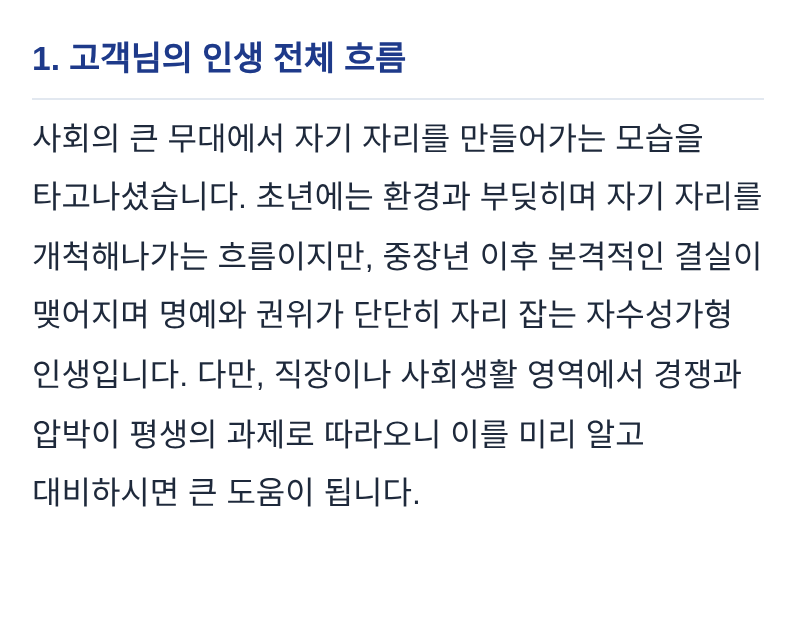 1. 고객님의 인생 전체 흐름
사회의 큰 무대에서 자기 자리를 만들어가는 모습을
타고나셨습니다. 초년에는 환경과 부딪히며 자기 자리를
개척해나가는 흐름이지만, 중장년 이후 본격적인 결실이
맺어지며 명예와 권위가 단단히 자리 잡는 자수성가형
인생입니다. 다만, 직장이나 사회생활 영역에서 경쟁과
압박이 평생의 과제로 따라오니 이를 미리 알고
대비하시면 큰 도움이 됩니다.